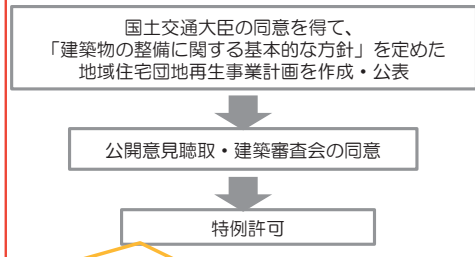 国土交通大臣の同意を得て、
「建築物の整備に関する基本的な方針」を定めた
地域住宅団地再生事業計画を作成・公表
公開意見聴取・建築審査会の同意
特例許可